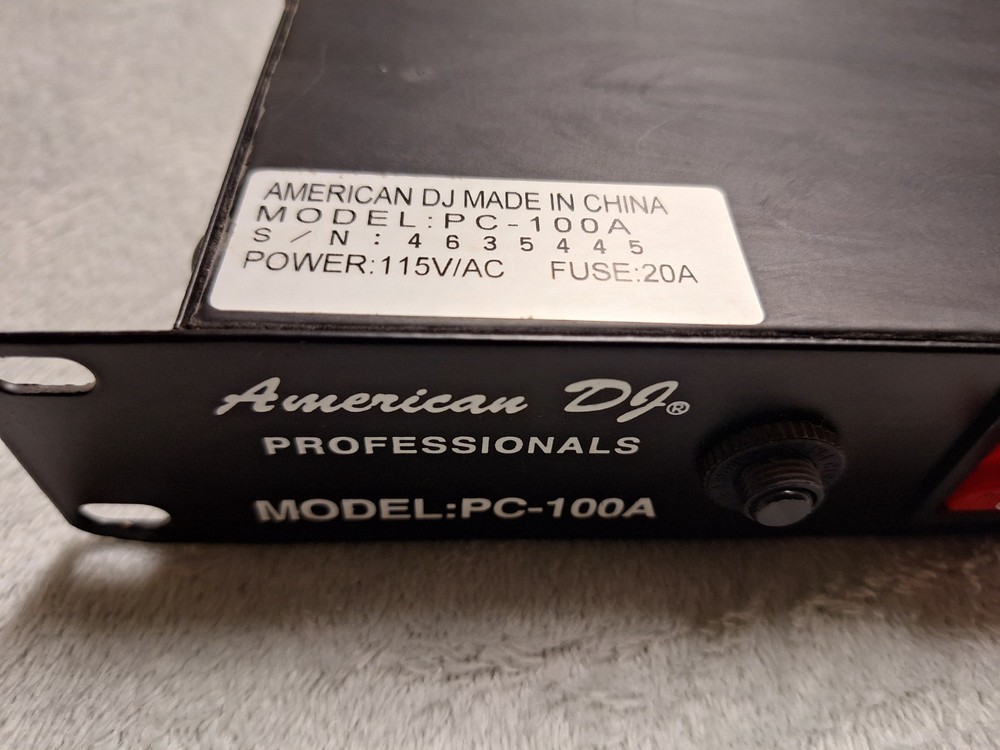 AMERICAN DJ MADE IN CHINA
MODEL:PC-100A
S/N:4635445
POWER:115V/AC FUSE:20A
American DJ®
PROFESSIONALS
MODEL:PC-100A